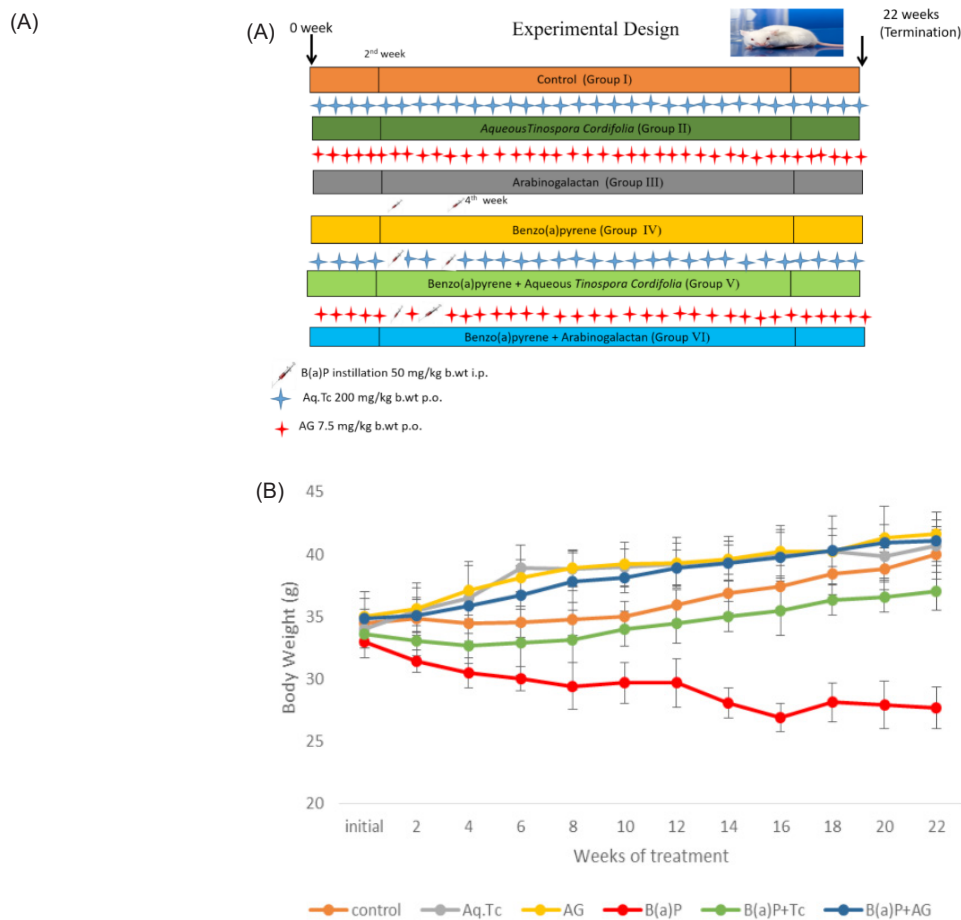 (A)
(A)
0 week
Experimental Design
22 weeks
(Termination)
2nd week
Control (Group I)
AqueousTinospora Cordifolia (Group II)
Arabinogalactan (Group III)
4th week
Benzo(a)pyrene (Group IV)
Benzo(a)pyrene + Aqueous Tinospora Cordifolia (Group V)
Benzo(a)pyrene + Arabinogalactan (Group VI)
B(a)P instillation 50 mg/kg b.wt i.p.
Aq.Tc 200 mg/kg b.wt p.o.
AG 7.5 mg/kg b.wt p.o.
(B)
45
40
35
30
25
20
Body Weight (g)
initial 2 4 6 8 10 12 14 16 18 20 22
Weeks of treatment
control Aq.Tc AG B(a)P B(a)P+Tc B(a)P+AG